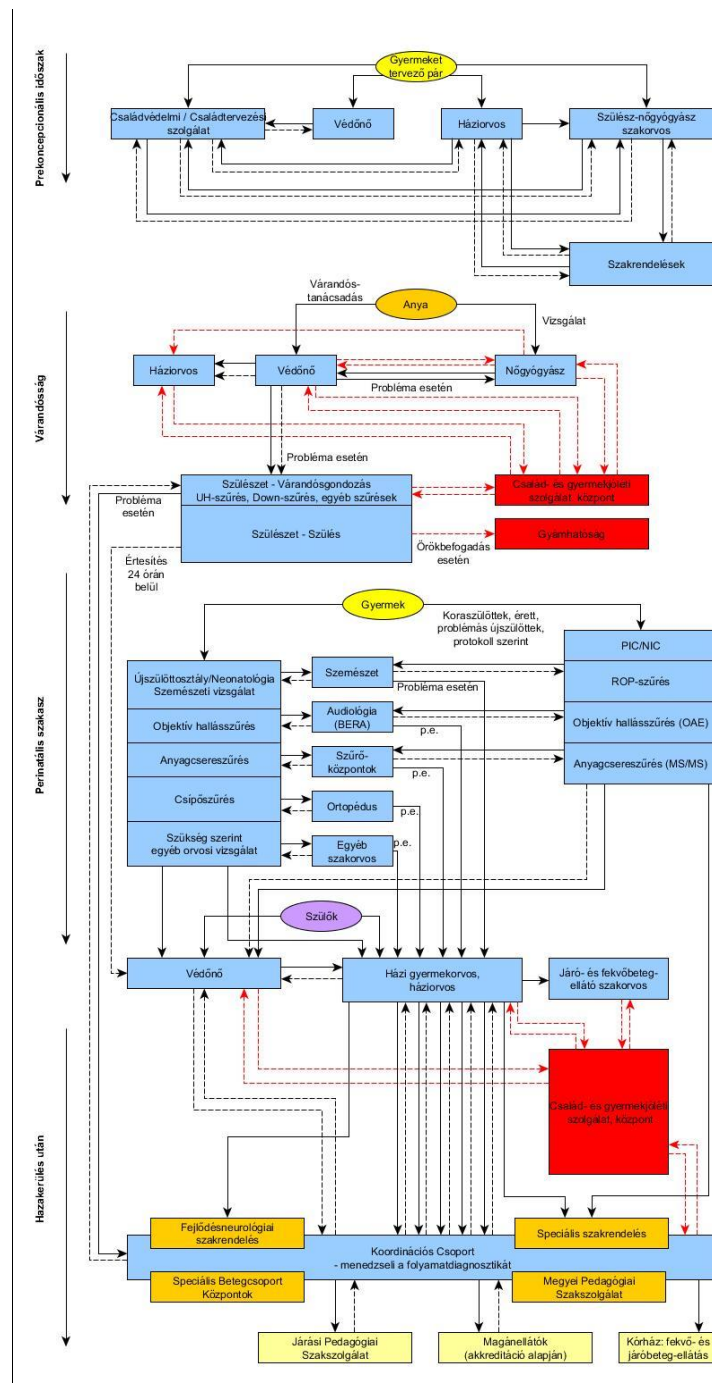 Prekoncepcionális időszak
Gyermeket
tervező pár
Családvédelmi / Családtervezési
szolgálat
Védőnő
Háziorvos
Szülész-nőgyógyász
szakorvos
Szakrendelések
Várandósság
Várandós-
tanácsadás
Anya
Vizsgálat
Háziorvos
Védőnő
Nőgyógyász
Probléma esetén
Probléma esetén
Szülészet - Várandósgondozás
UH-szűrés, Down-szűrés, egyéb szűrések
Család- és gyermekjóléti
szolgálat, központ
Probléma
esetén
Szülészet - Szülés
Gyámhatóság
Örökbefogadás
esetén
Értesítés
24 órán
belül
Perinatális szakasz
Gyermek
Koraszülöttek, érett,
problémás újszülöttek,
protokoll szerint
PIC/NIC
Újszülöttosztály/Neonatológia
Szemészeti vizsgálat
Szemészet
ROP-szűrés
Probléma esetén
Objektív hallásszűrés
Audiológia
(BERA)
Objektív hallásszűrés (OAE)
p.e.
Anyagcsereszűrés
Szűrő-
központok
Anyagcsereszűrés (MS/MS)
p.e.
Csípőszűrés
Ortopédus
p.e.
Szükség szerint
egyéb orvosi vizsgálat
Egyéb
szakorvos
p.e.
Szülők
Védőnő
Házi gyermekorvos,
háziorvos
Járó- és fekvőbeteg-
ellátó szakorvos
Hazakerülés után
Család- és gyermekjóléti
szolgálat, központ
Fejlődésneurológiai
szakrendelés
Speciális szakrendelés
Koordinációs Csoport
- menedzseli a folyamatdiagnosztikát
Speciális Betegcsoport
Központok
Megyei Pedagógiai
Szakszolgálat
Járási Pedagógiai
Szakszolgálat
Magánellátók
(akkreditáció alapján)
Kórház: fekvő- és
járóbeteg-ellátás